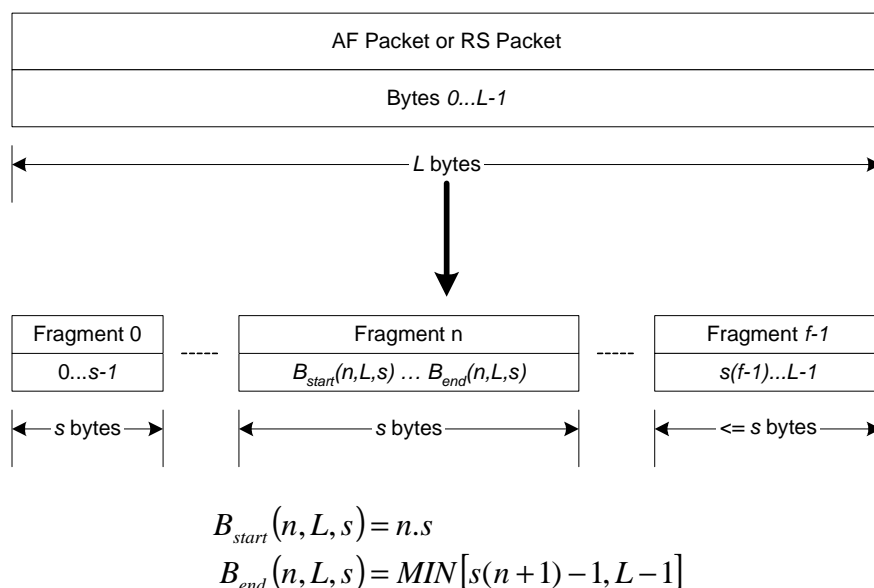 AF Packet or RS Packet
Bytes 0...L-1
L bytes
Fragment 0
Fragment n
Fragment f-1
0...s-1
B_start(n,L,s) ... B_end(n,L,s)
s(f-1)...L-1
s bytes
s bytes
<= s bytes
B_start(n, L, s) = n.s
B_end(n, L, s) = MIN[s(n+1)−1, L−1]